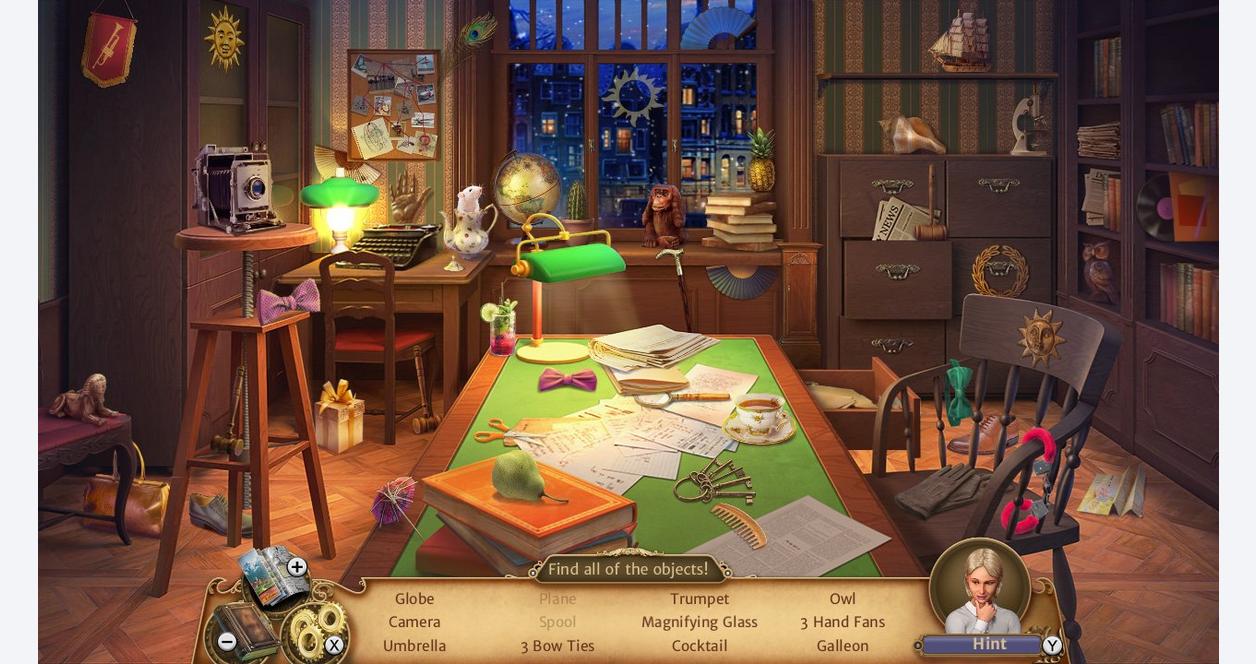 NEWS
Find all of the objects!
Globe Plane Trumpet Owl
Camera Spool Magnifying Glass 3 Hand Fans
Umbrella 3 Bow Ties Cocktail Galleon
Hint
Y
X